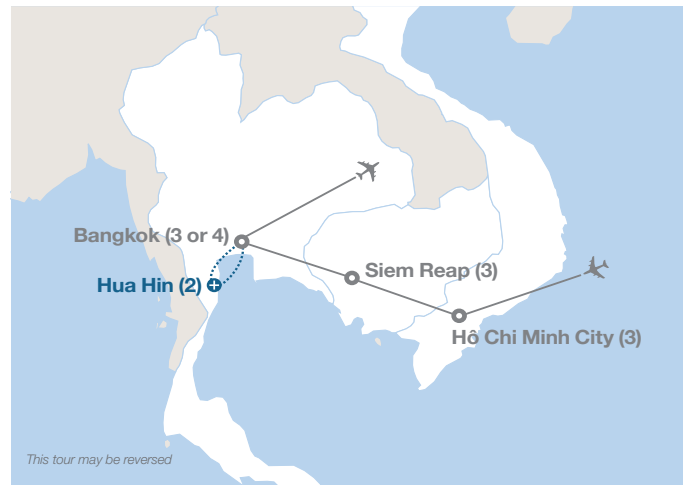 Bangkok (3 or 4)
Siem Reap (3)
Hua Hin (2)
Hô Chi Minh City (3)
This tour may be reversed